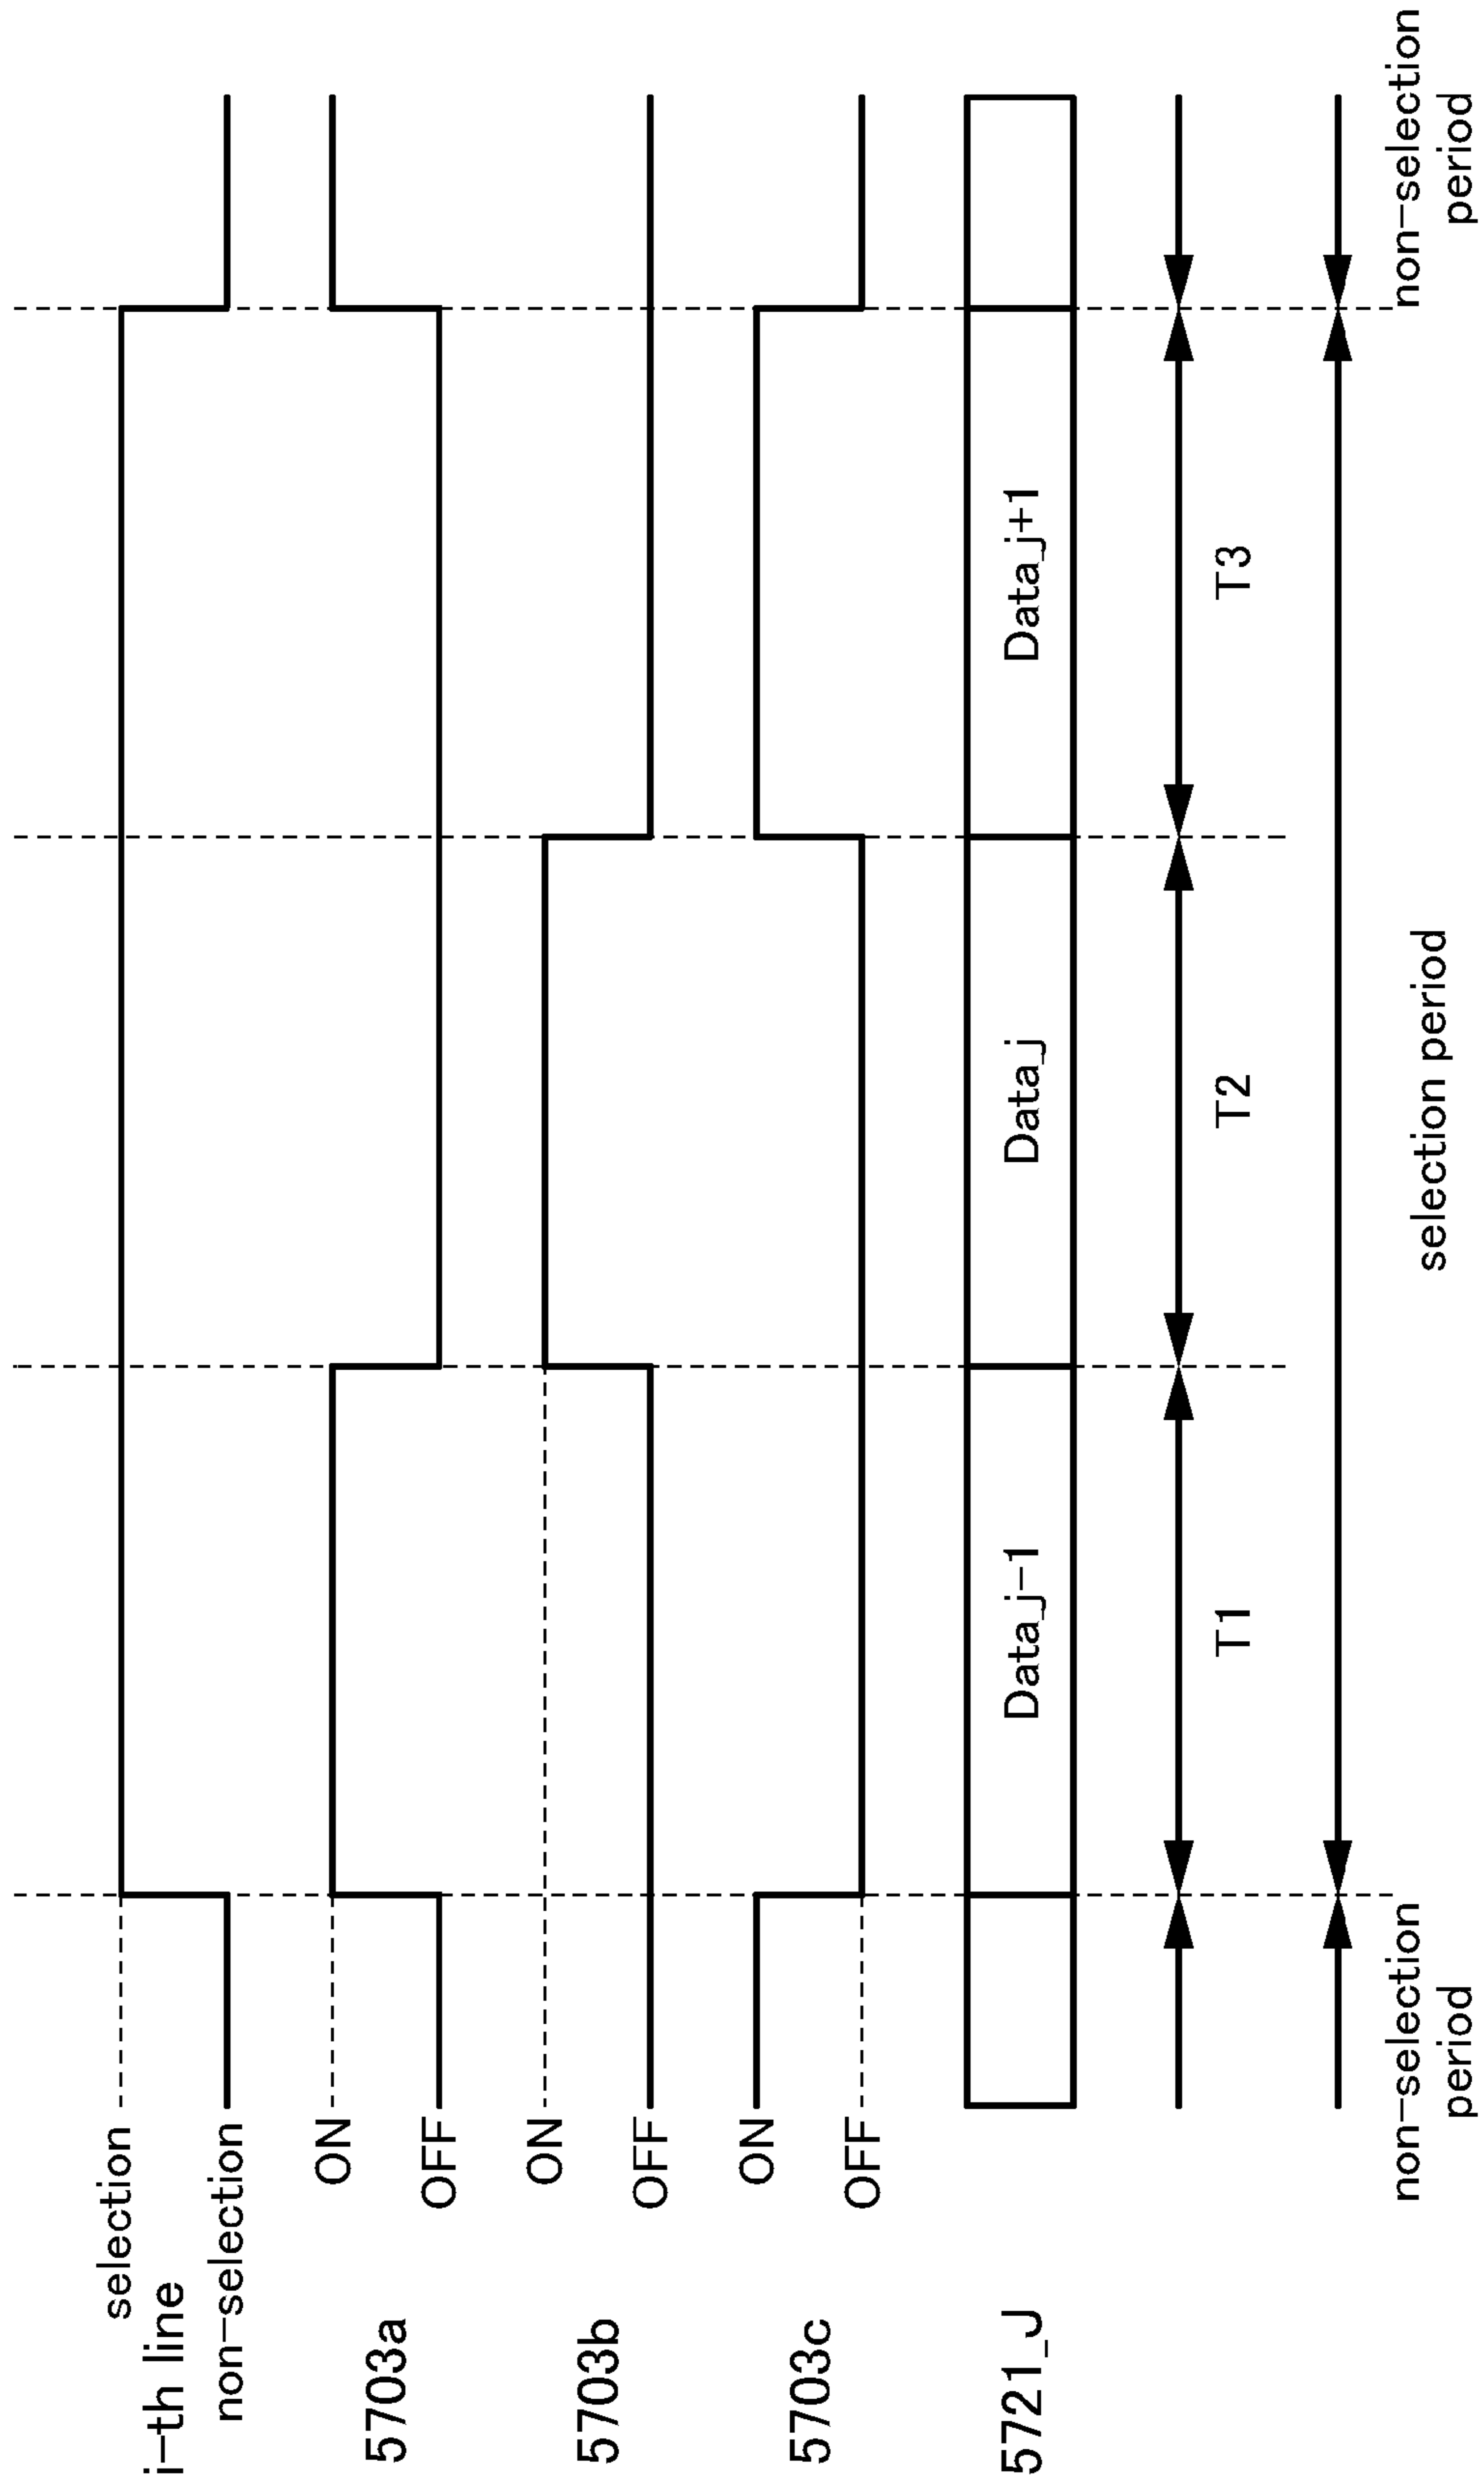 selection
i-th line
non-selection
ON
5703a
OFF
ON
5703b
OFF
ON
5703c
OFF
5721_J
Data_j-1
Data_j
Data_j+1
T1
T2
T3
non-selection
period
selection period
non-selection
period